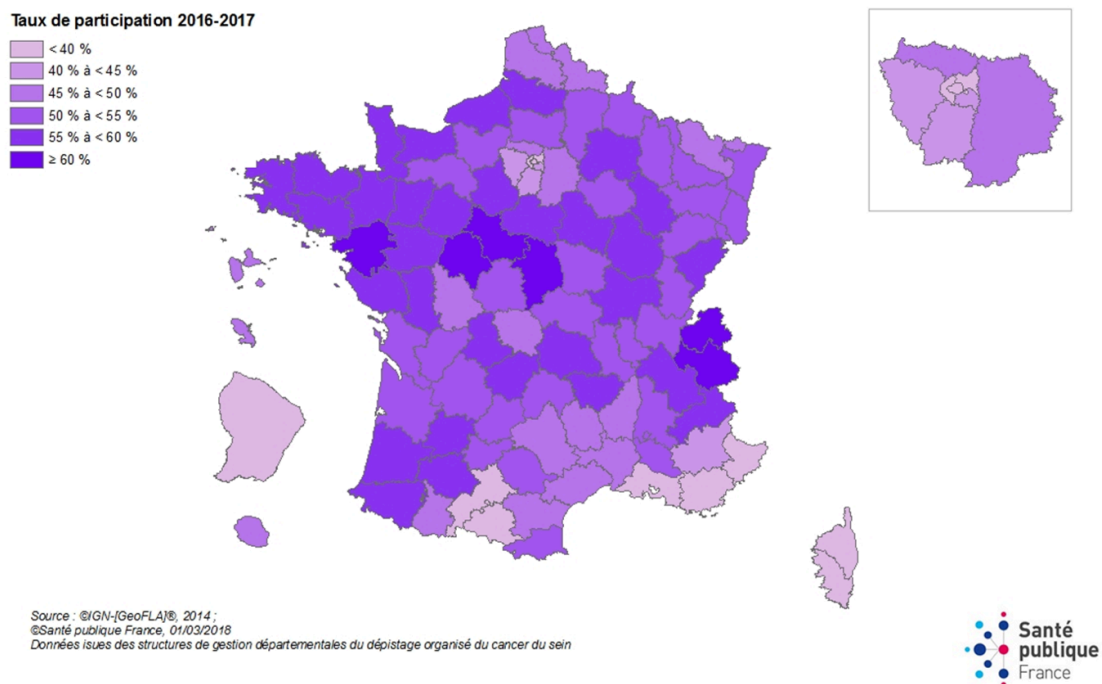 Taux de participation 2016-2017
< 40 %
40 % à < 45 %
45 % à < 50 %
50 % à < 55 %
55 % à < 60 %
≥ 60 %
Source : ©IGN-[GeoFLA]®, 2014 ;
©Santé publique France, 01/03/2018
Données isues des structures de gestion départementales du dépistage organisé du cancer du sein
Santé
publique
France